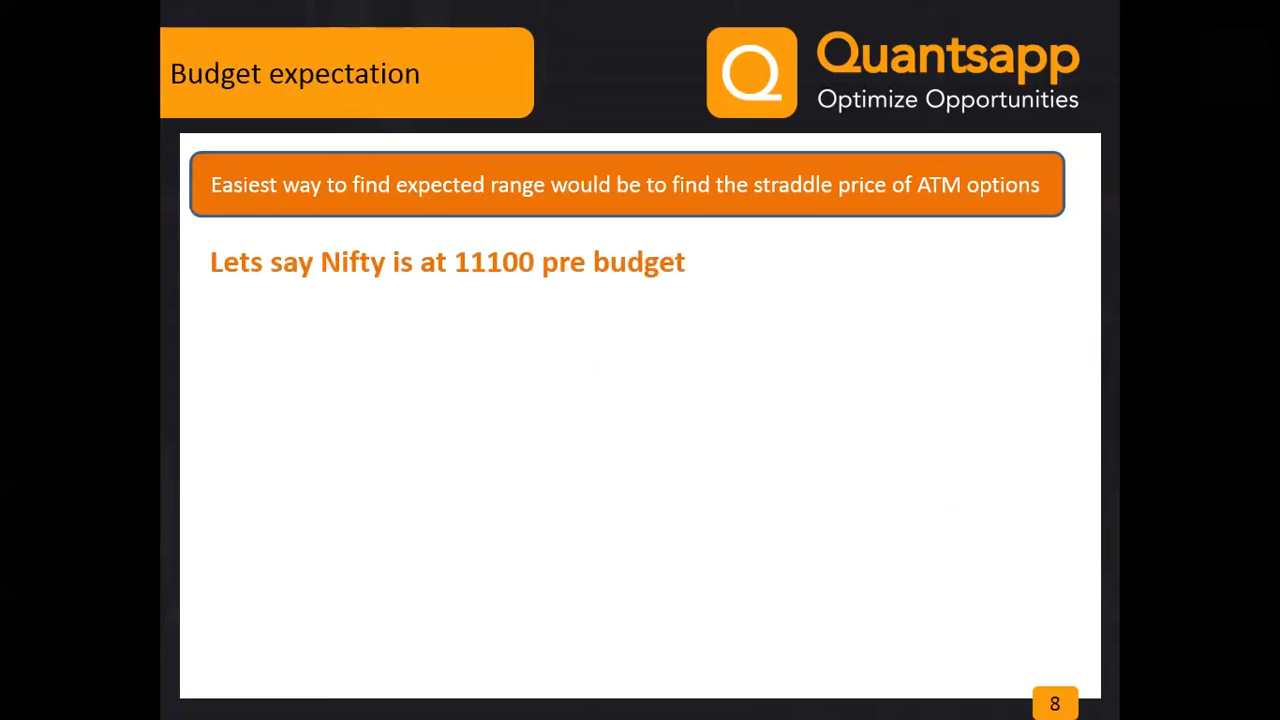 Budget expectation
Q
Quantsapp
Optimize Opportunities
Easiest way to find expected range would be to find the straddle price of ATM options
Lets say Nifty is at 11100 pre budget
8